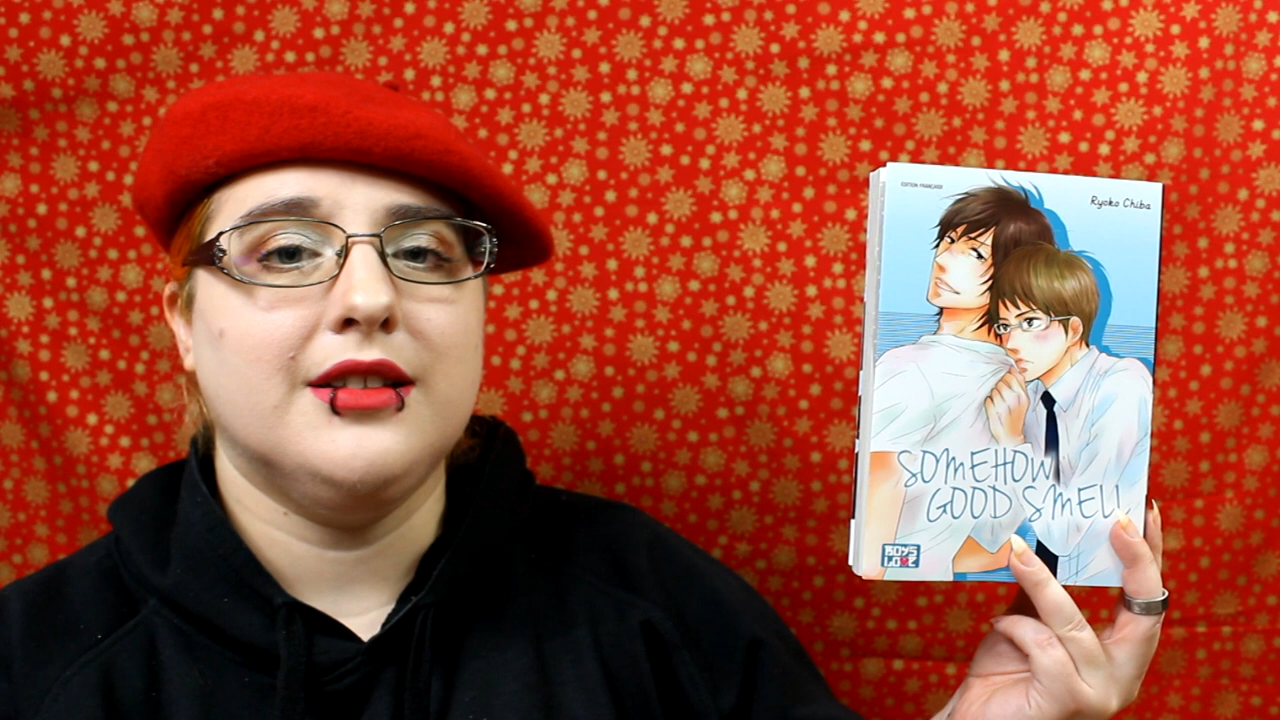 EDITION FRANÇAISE
Ryoko Chiba
SOMEHOW
GOOD SMELL
BOYS
LOVE